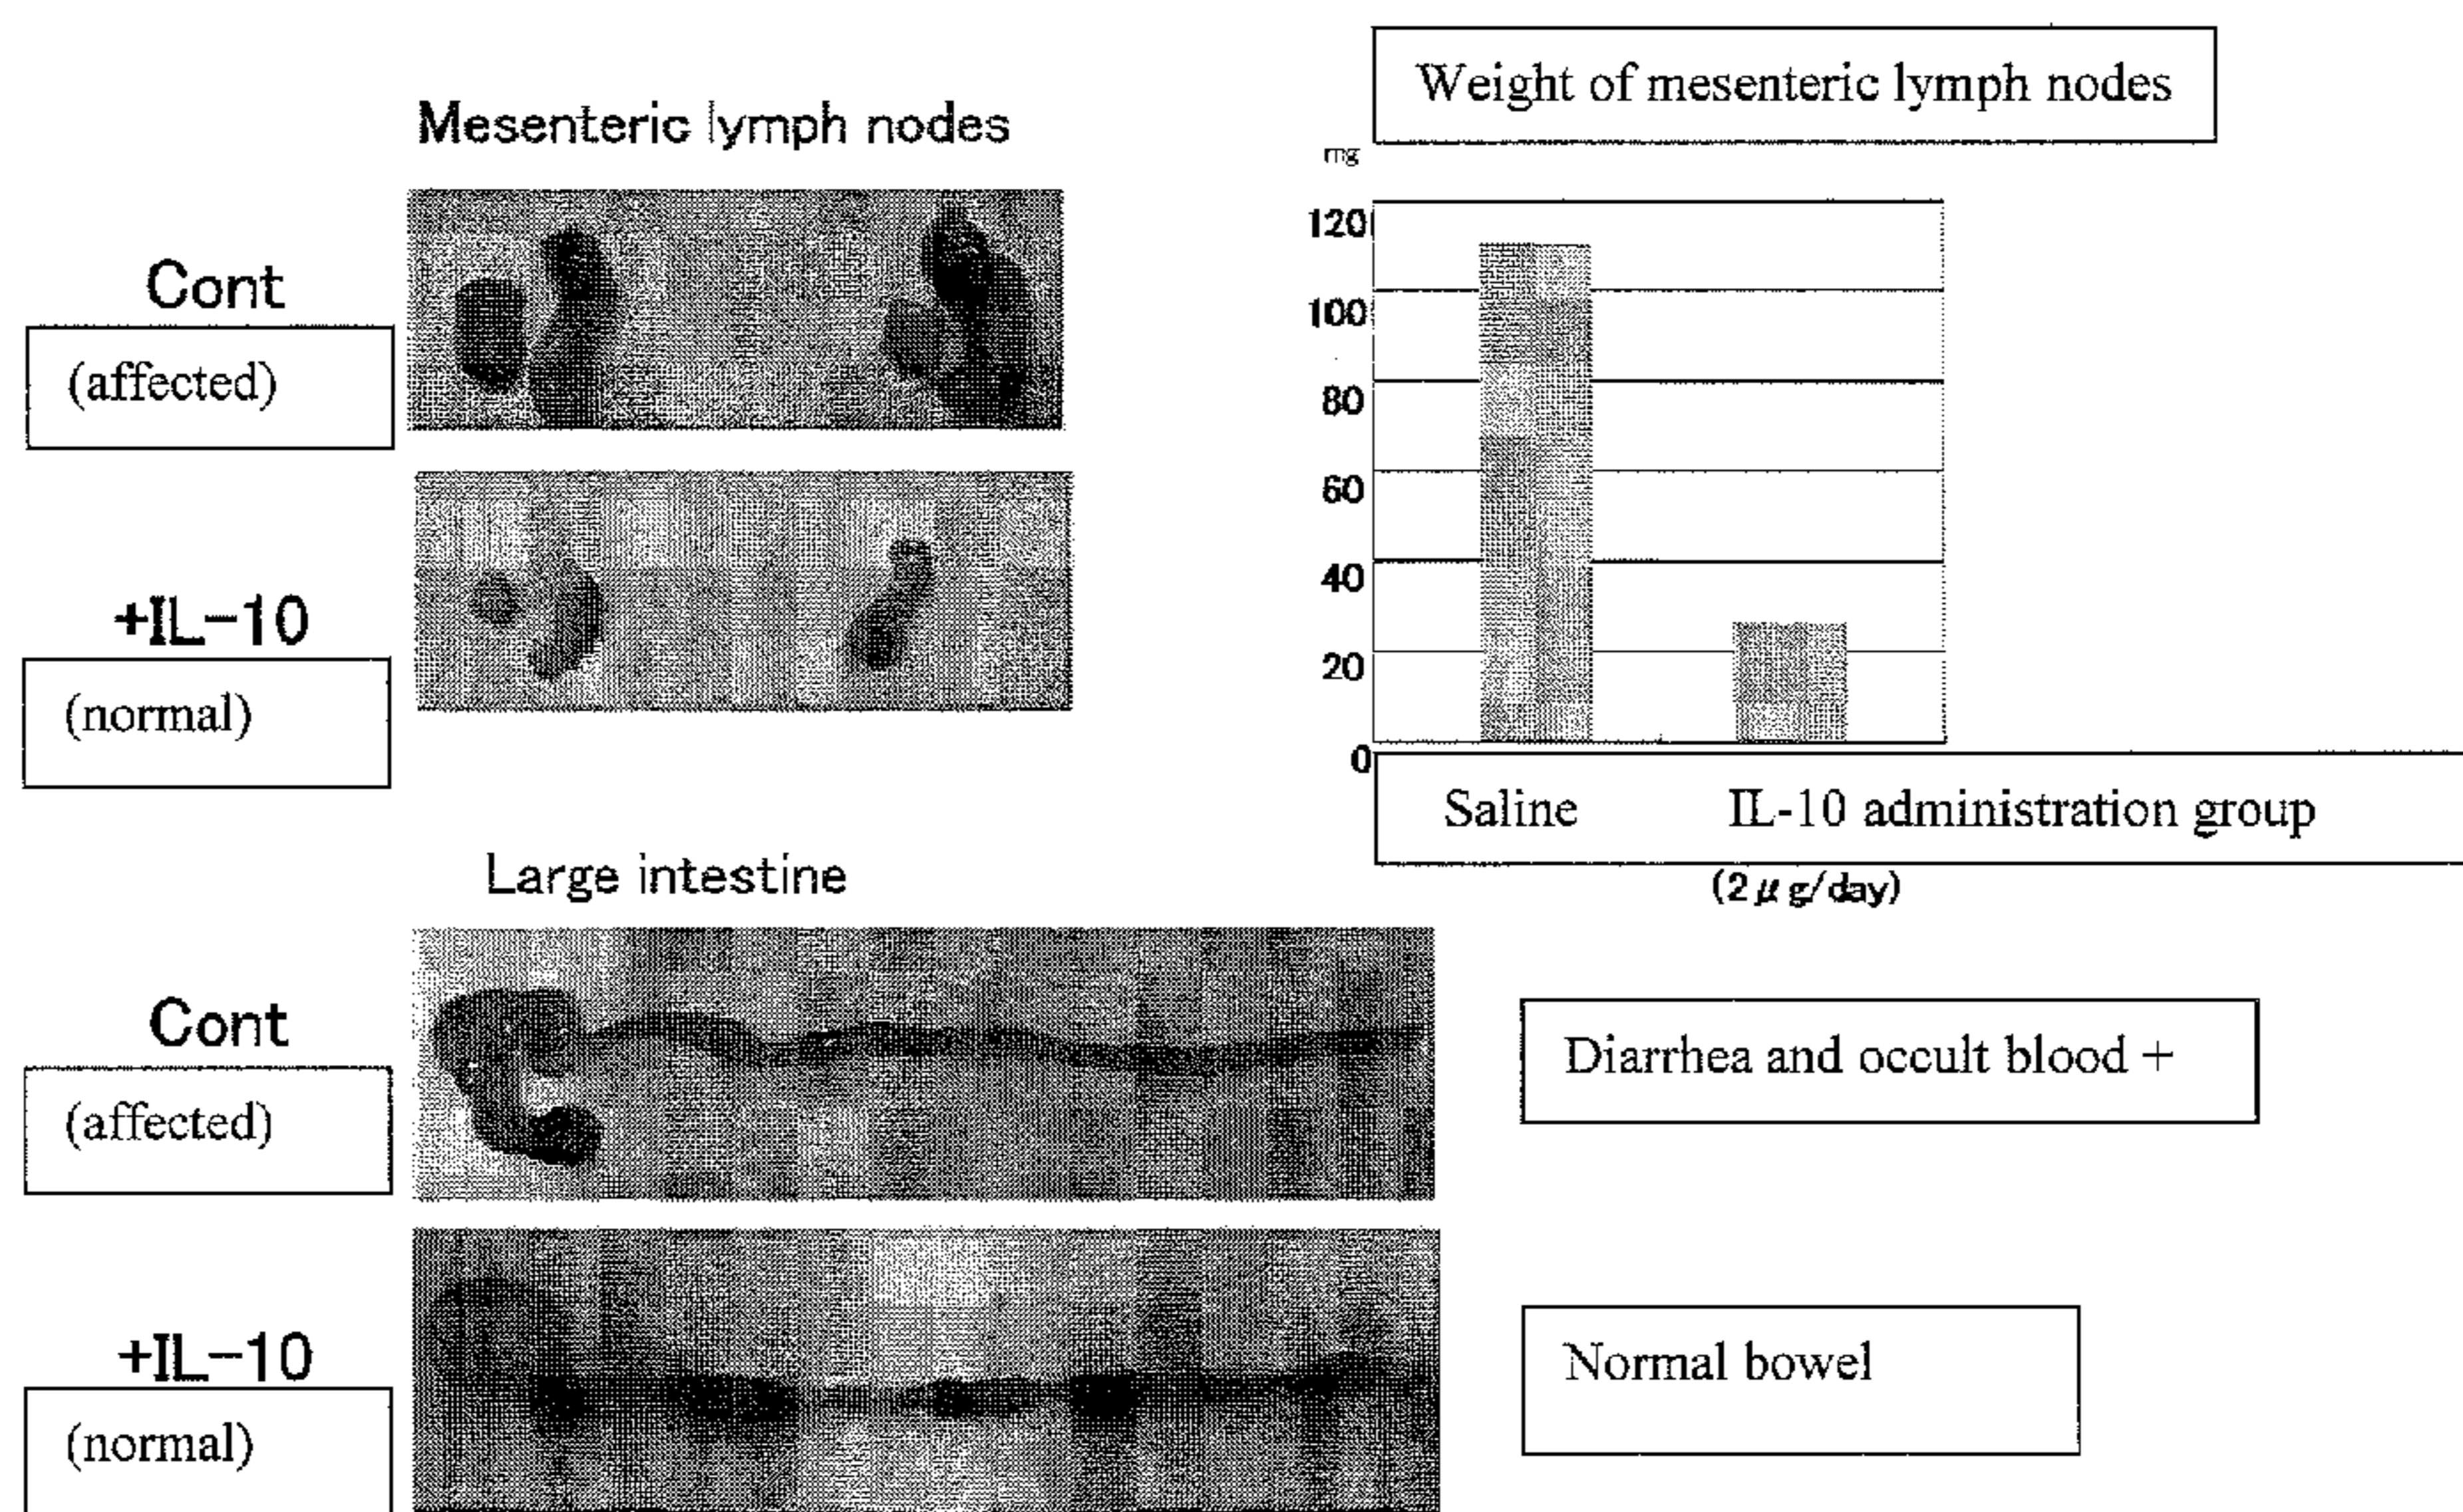 Mesenteric lymph nodes
Cont
(affected)
+IL-10
(normal)
Weight of mesenteric lymph nodes
mg
120
100
80
60
40
20
0
Saline IL-10 administration group
(2μg/day)
Large intestine
Cont
(affected)
Diarrhea and occult blood +
+IL-10
(normal)
Normal bowel